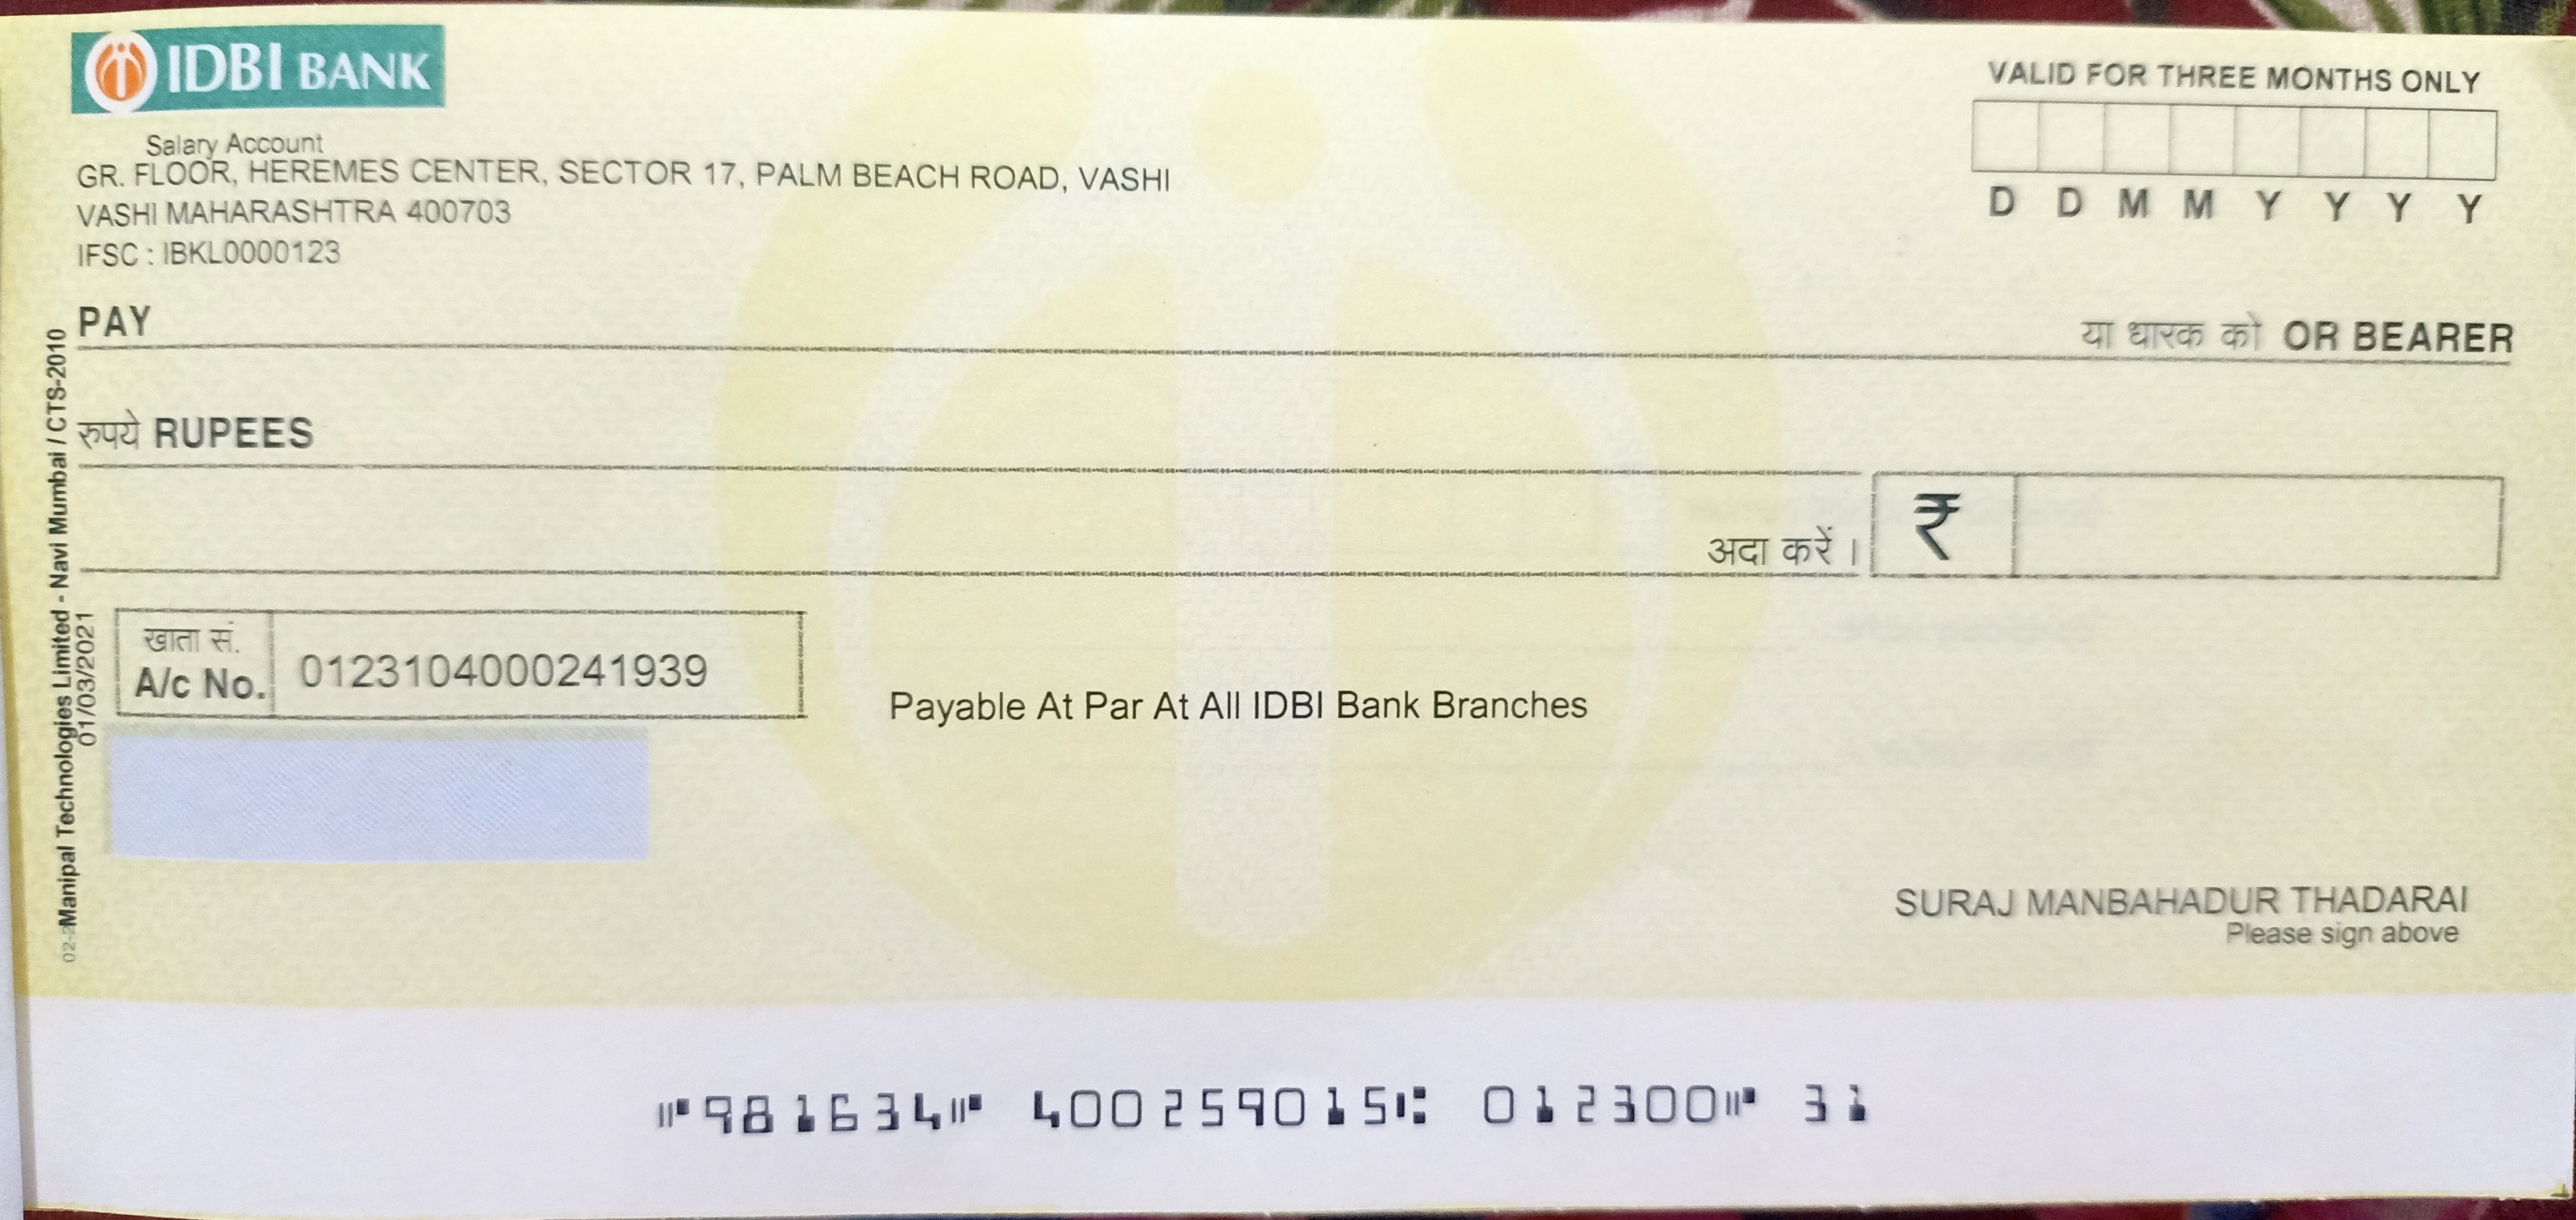 IDBI BANK
VALID FOR THREE MONTHS ONLY
D D M M Y Y Y Y
Salary Account
GR. FLOOR, HEREMES CENTER, SECTOR 17, PALM BEACH ROAD, VASHI
VASHI MAHARASHTRA 400703
IFSC : IBKL0000123
PAY
या धारक को OR BEARER
रुपये RUPEES
अदा करें। ₹
खाता सं.
A/c No. 0123104000241939
Payable At Par At All IDBI Bank Branches
SURAJ MANBAHADUR THADARAI
Please sign above
Manipal Technologies Limited - Navi Mumbai / CTS-2010
01/03/2021
⑈981634⑈ 400259015⑆ 012300⑈ 31